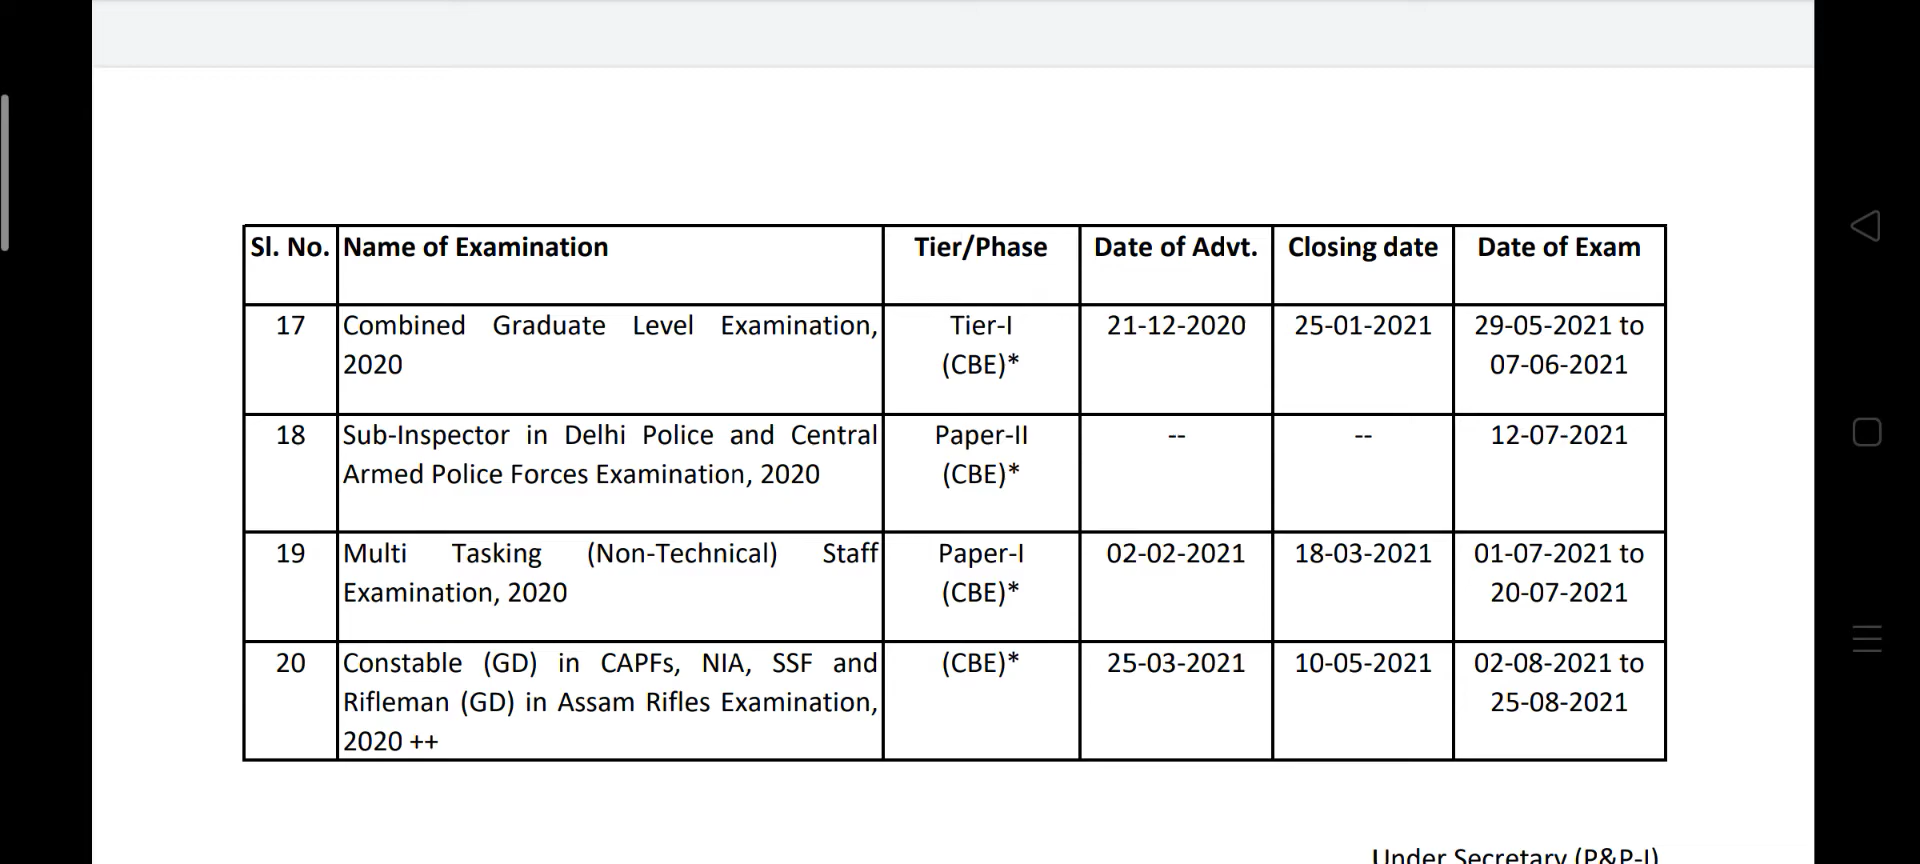 Sl. No. Name of Examination Tier/Phase Date of Advt. Closing date Date of Exam
17 Combined Graduate Level Examination, Tier-I 21-12-2020 25-01-2021 29-05-2021 to
2020 (CBE)* 07-06-2021
18 Sub-Inspector in Delhi Police and Central Paper-II -- -- 12-07-2021
Armed Police Forces Examination, 2020 (CBE)*
19 Multi Tasking (Non-Technical) Staff Paper-I 02-02-2021 18-03-2021 01-07-2021 to
Examination, 2020 (CBE)* 20-07-2021
20 Constable (GD) in CAPFs, NIA, SSF and (CBE)* 25-03-2021 10-05-2021 02-08-2021 to
Rifleman (GD) in Assam Rifles Examination, 25-08-2021
2020 ++
Under Secretary (P&P-I)